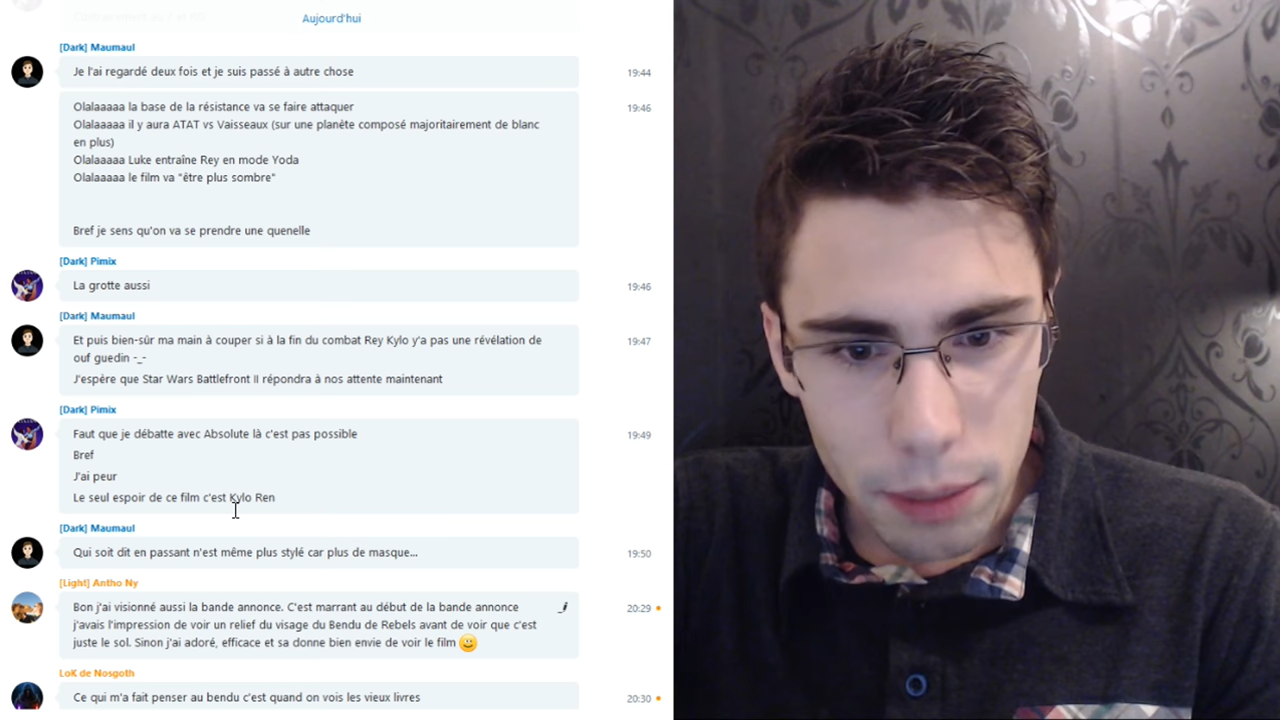 Aujourd'hui
[Dark] Maumaul
Je l'ai regardé deux fois et je suis passé à autre chose
19:44
Olalaaaaa la base de la résistance va se faire attaquer
19:46
Olalaaaaa il y aura ATAT vs Vaisseaux (sur une planète composé majoritairement de blanc
en plus)
Olalaaaaa Luke entraîne Rey en mode Yoda
Olalaaaaa le film va "être plus sombre"
Bref je sens qu'on va se prendre une quenelle
[Dark] Pimix
La grotte aussi
19:46
[Dark] Maumaul
Et puis bien-sûr ma main à couper si à la fin du combat Rey Kylo y'a pas une révélation de
19:47
ouf guedin -_-
J'espère que Star Wars Battlefront II répondra à nos attente maintenant
[Dark] Pimix
Faut que je débatte avec Absolute là c'est pas possible
19:49
Bref
J'ai peur
Le seul espoir de ce film c'est Kylo Ren
[Dark] Maumaul
Qui soit dit en passant n'est même plus stylé car plus de masque...
19:50
[Light] Antho Ny
Bon j'ai visionné aussi la bande annonce. C'est marrant au début de la bande annonce
20:29
j'avais l'impression de voir un relief du visage du Bendu de Rebels avant de voir que c'est
juste le sol. Sinon j'ai adoré, efficace et sa donne bien envie de voir le film
LoK de Nosgoth
Ce qui m'a fait penser au bendu c'est quand on vois les vieux livres
20:30